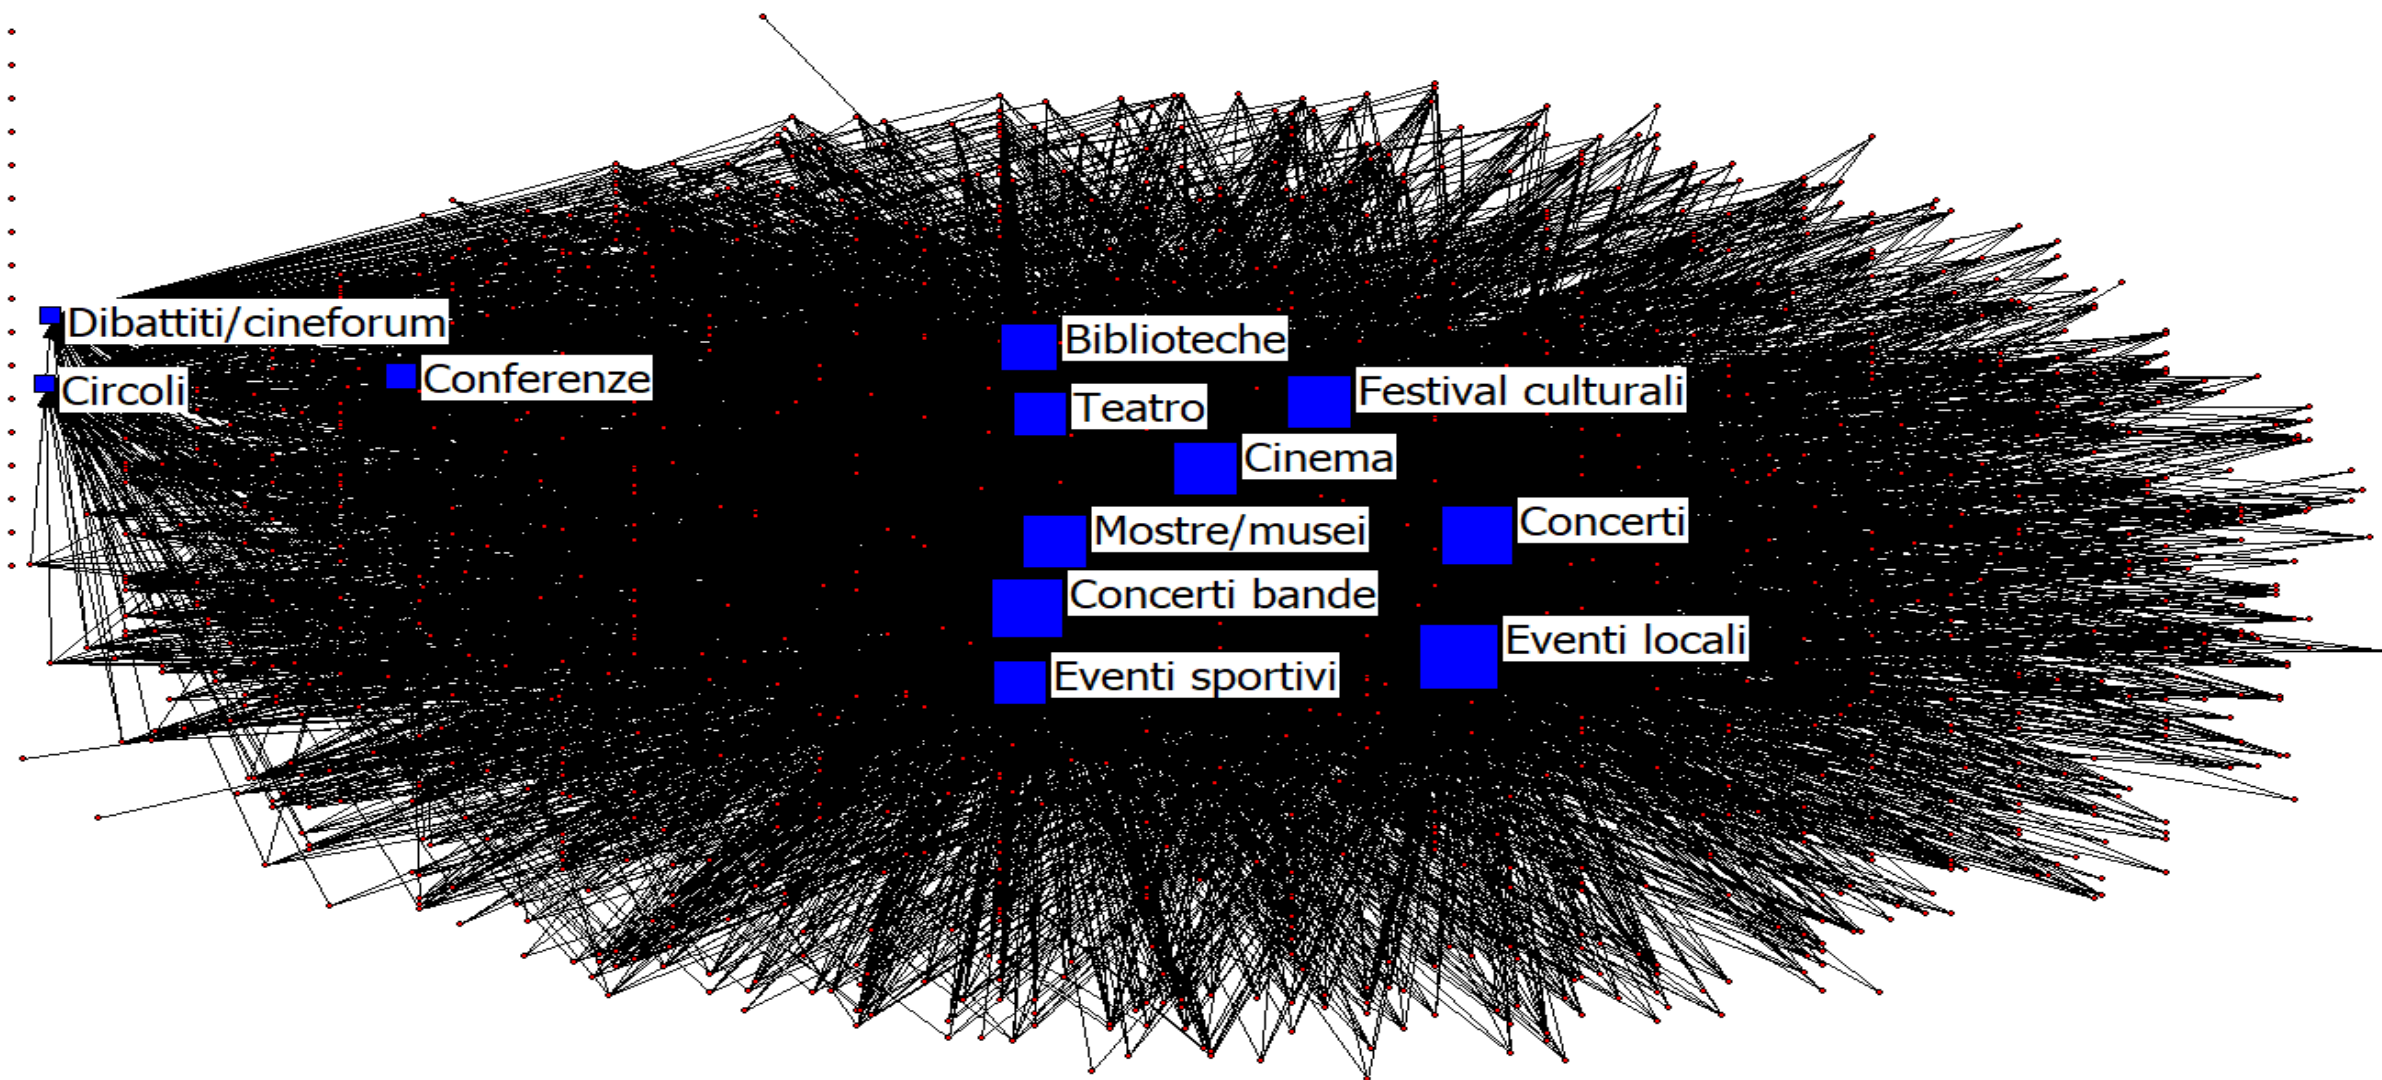 Dibattiti/cineforum
Circoli
Conferenze
Biblioteche
Teatro
Festival culturali
Cinema
Mostre/musei
Concerti
Concerti bande
Eventi locali
Eventi sportivi